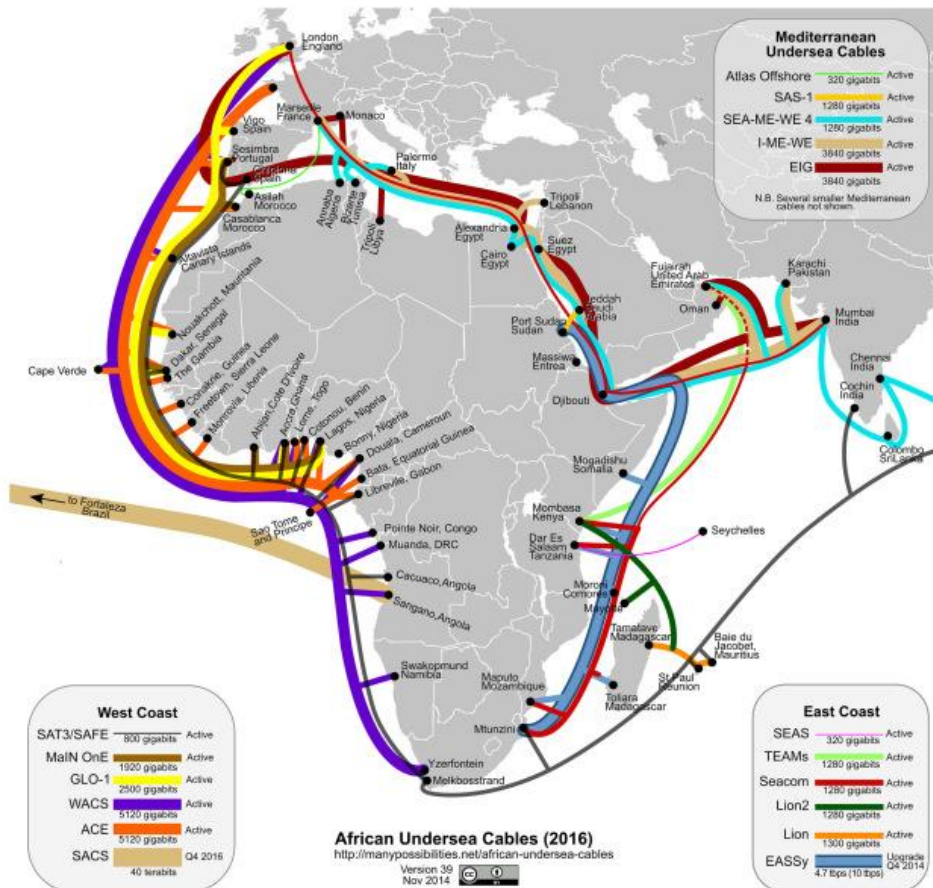 London
England
Vigo
Spain
Sesimbra
Portugal
Chipiona
Spain
Asilah
Morocco
Casablanca
Morocco
Altavista
Canary Islands
Marseille
France
Monaco
Palermo
Italy
Annaba
Algeria
Bizerte
Tunisia
Tripoli
Libya
Tripoli
Lebanon
Alexandria
Egypt
Cairo
Egypt
Suez
Egypt
Jeddah
Saudi
Arabia
Port Sudan
Sudan
Massiwa
Eretrea
Djibouti
Fujairah
United Arab
Emirates
Oman
Karachi
Pakistan
Mumbai
India
Chennai
India
Cochin
India
Colombo
Sri Lanka
Nouakchott, Mauritania
Dakar, Senegal
The Gambia
Cape Verde
Conakne, Guinea
Freetown, Sierra Leone
Monrovia, Liberia
Abijan, Cote D'Ivoire
Accra, Ghana
Lome, Togo
Cotonou, Benin
Lagos, Nigeria
Bonny, Nigeria
Douala, Cameroun
Bata, Equatorial Guinea
Libreville, Gabon
to Fortaleza
Brazil
Sao Tome
and Principe
Pointe Noir, Congo
Muanda, DRC
Cacuaco,Angola
Sangano,Angola
Swakopmund
Namibia
Yzerfontein
Melkbosstrand
Mogadishu
Somalia
Mombasa
Kenya
Dar Es
Salaam
Tanzania
Seychelles
Moroni
Comores
Mayotte
Tamatave
Madagascar
Baie du
Jacobet,
Mauritius
St Paul
Reunion
Maputo
Mozambique
Toliara
Madagascar
Mtunzini
Mediterranean
Undersea Cables
Atlas Offshore 320 gigabits Active
SAS-1 1280 gigabits Active
SEA-ME-WE 4 1280 gigabits Active
I-ME-WE 3840 gigabits Active
EIG 3840 gigabits Active
N.B. Several smaller Mediterranean
cables not shown.
West Coast
SAT3/SAFE 800 gigabits Active
MaIN OnE 1920 gigabits Active
GLO-1 2500 gigabits Active
WACS 5120 gigabits Active
ACE 5120 gigabits Active
SACS 40 terabits Q4 2016
East Coast
SEAS 320 gigabits Active
TEAMs 1280 gigabits Active
Seacom 1280 gigabits Active
Lion2 1280 gigabits Active
Lion 1300 gigabits Active
EASSy 4.7 tbps (10 tbps) Upgrade Q4 2014
African Undersea Cables (2016)
http://manypossibilities.net/african-undersea-cables
Version 39
Nov 2014